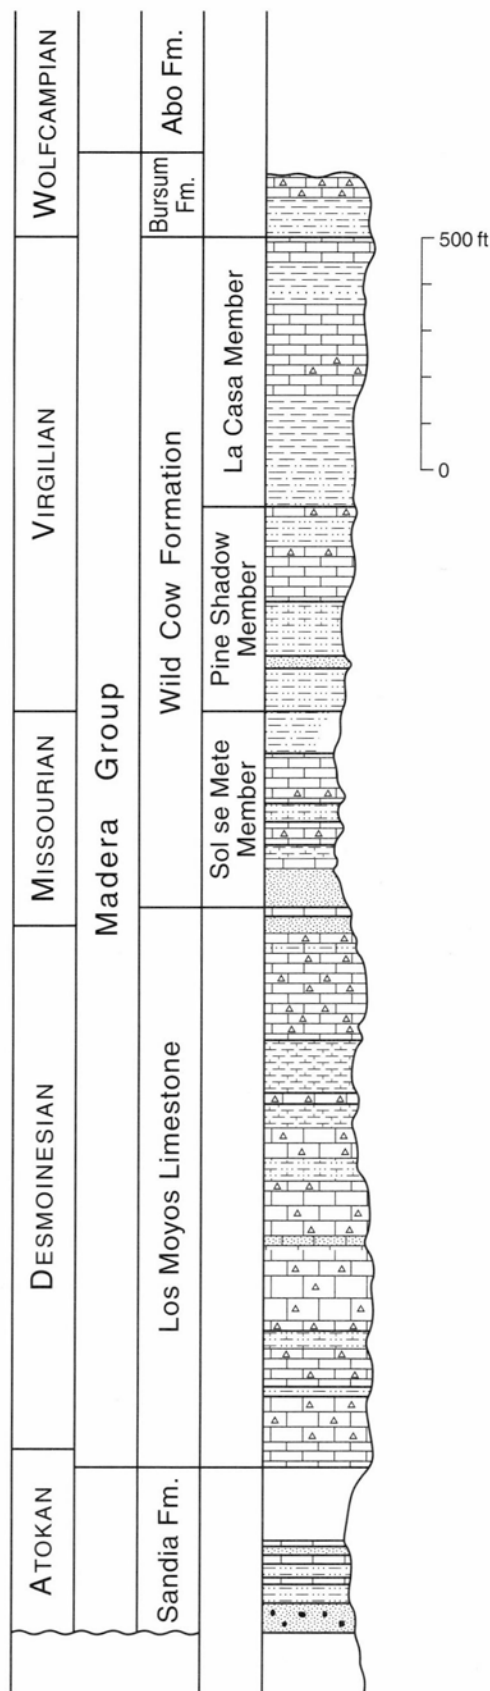 WOLFCAMPIAN
VIRGILIAN
MISSOURIAN
DESMOINESIAN
ATOKAN
Madera Group
Abo Fm.
Bursum
Fm.
Wild Cow Formation
Los Moyos Limestone
Sandia Fm.
La Casa Member
Pine Shadow
Member
Sol se Mete
Member
500 ft
0